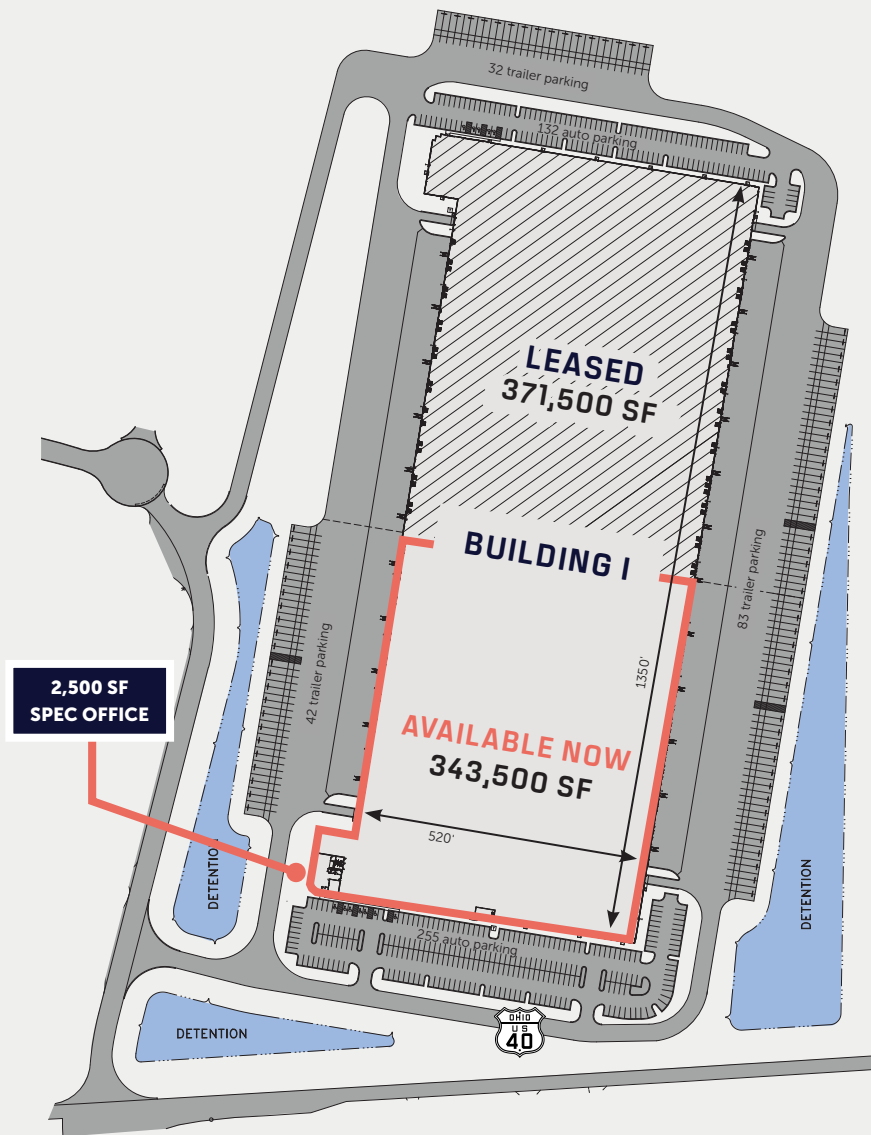 32 trailer parking
132 auto parking
LEASED
371,500 SF
BUILDING I
83 trailer parking
42 trailer parking
1350'
2,500 SF
SPEC OFFICE
AVAILABLE NOW
343,500 SF
520'
DETENTION
DETENTION
255 auto parking
DETENTION
OHIO
US
40